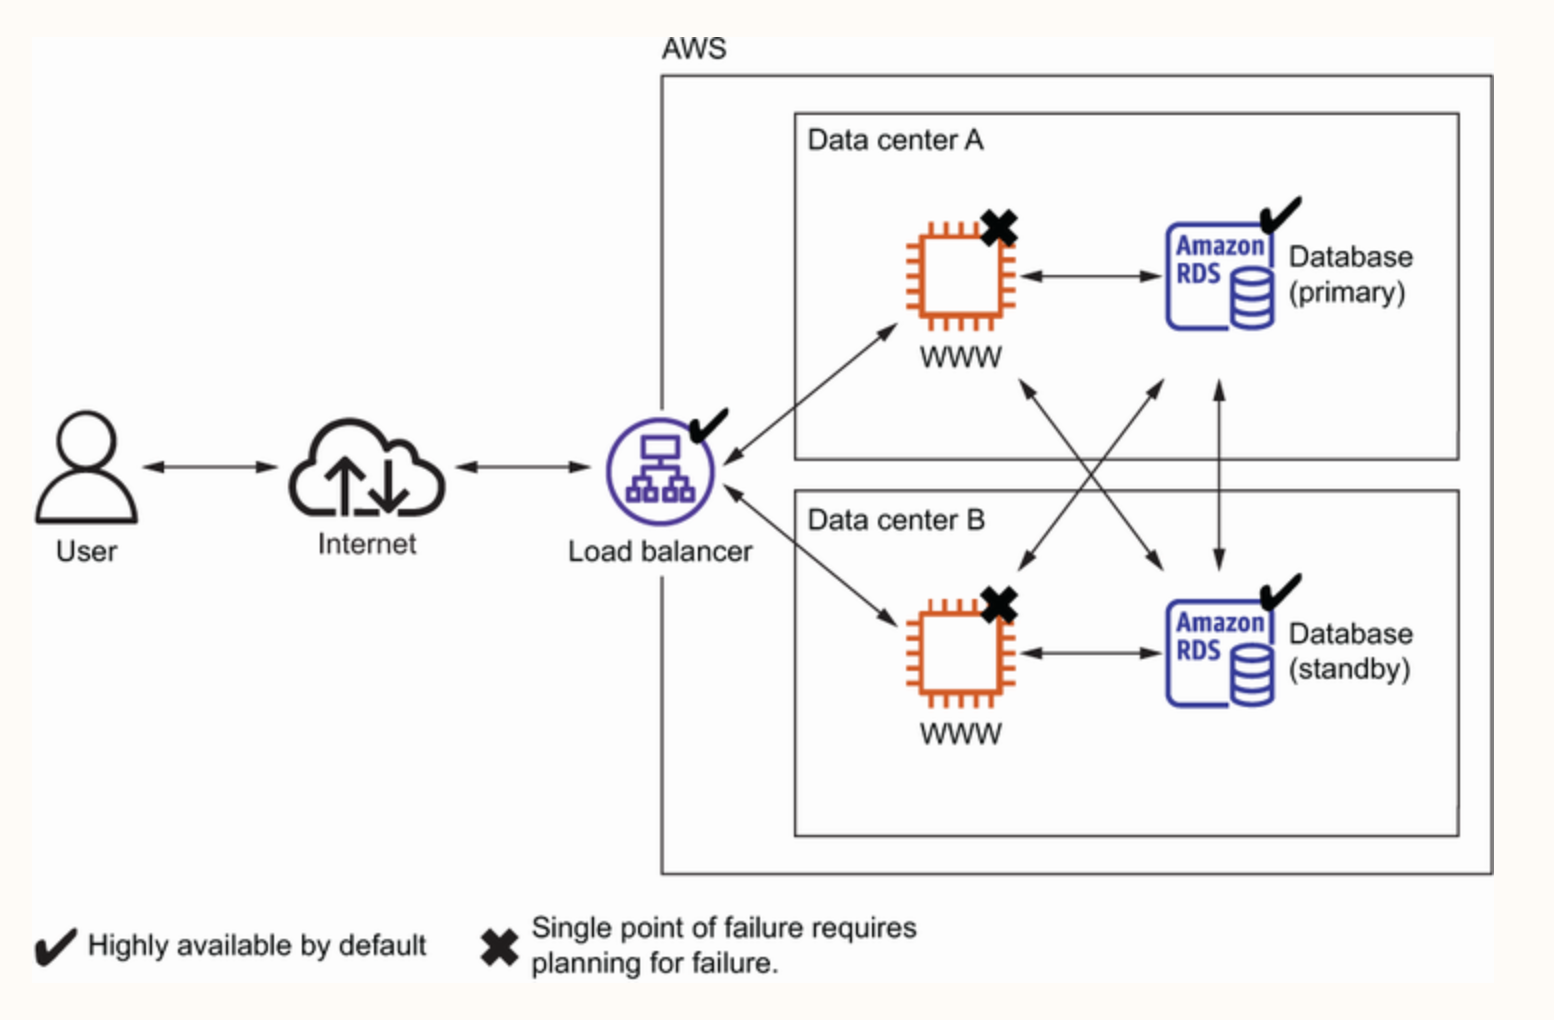 AWS
Data center A
Amazon
RDS
Database
(primary)
WWW
User
Internet
Load balancer
Data center B
Amazon
RDS
Database
(standby)
WWW
Highly available by default
Single point of failure requires
planning for failure.